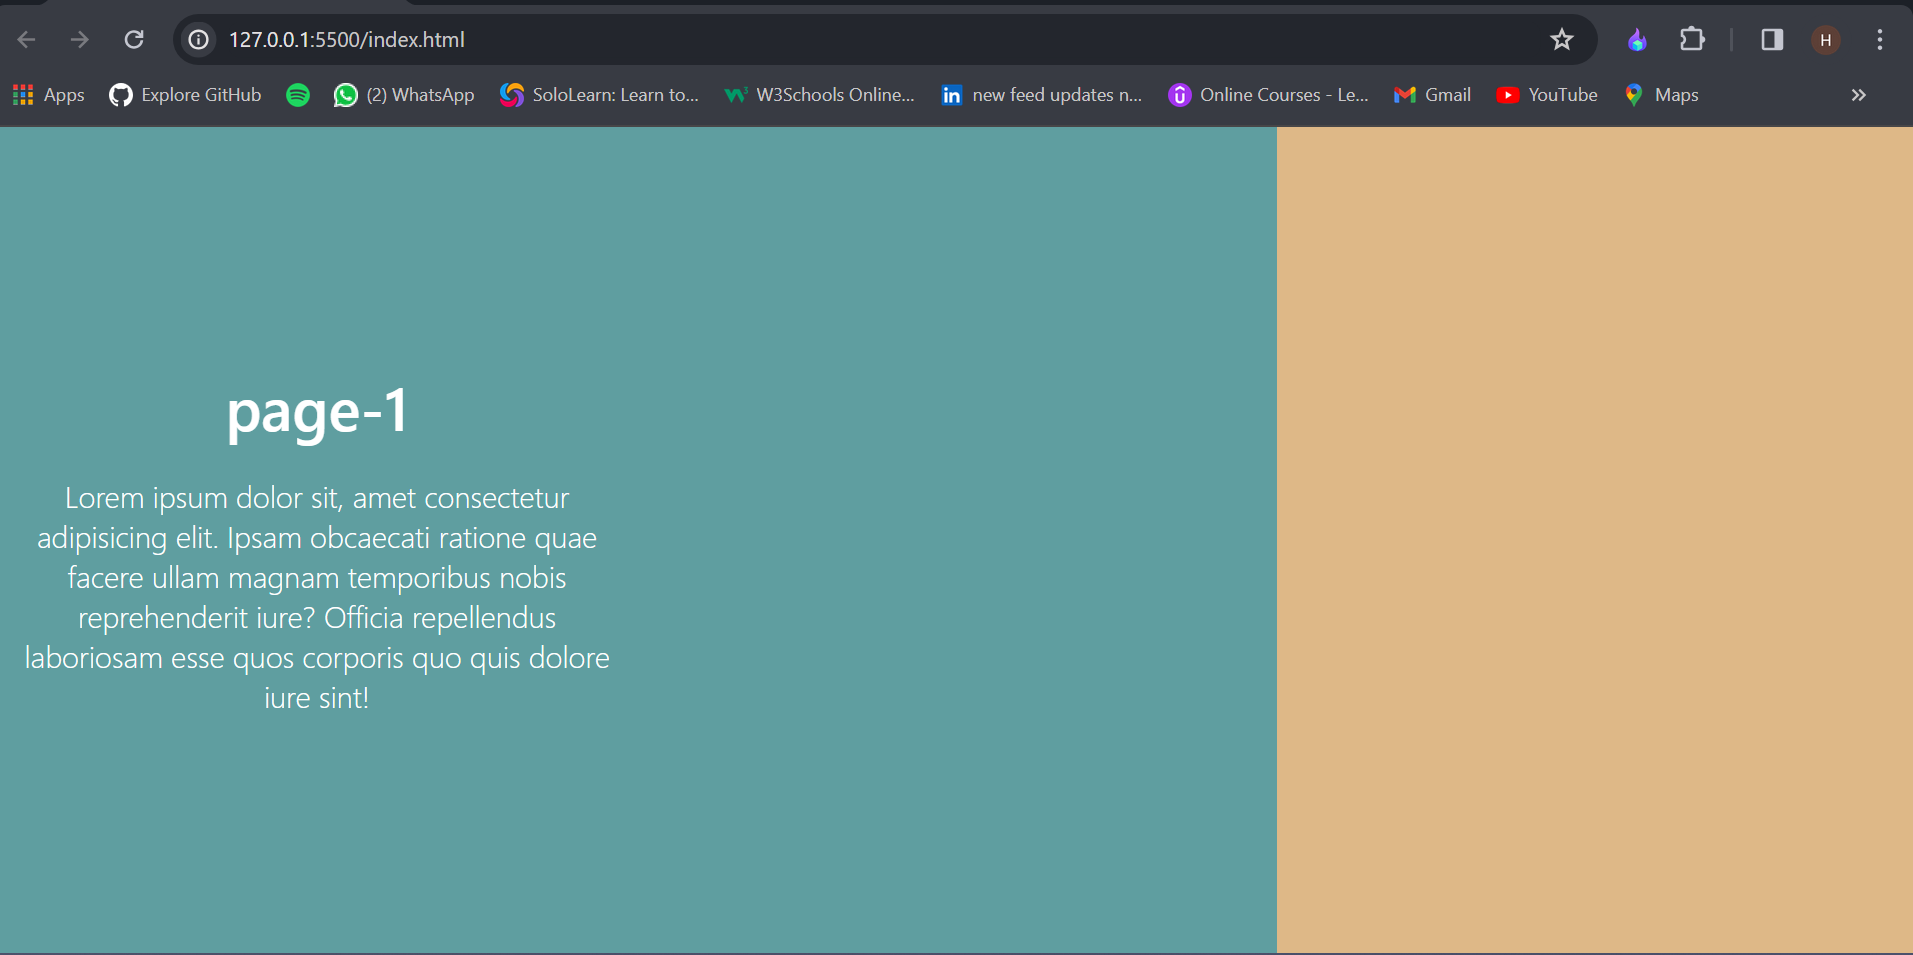 127.0.0.1:5500/index.html
H
Apps
Explore GitHub
(2) WhatsApp
SoloLearn: Learn to...
W3Schools Online...
new feed updates n...
Online Courses - Le...
Gmail
YouTube
Maps
page-1
Lorem ipsum dolor sit, amet consectetur
adipisicing elit. Ipsam obcaecati ratione quae
facere ullam magnam temporibus nobis
reprehenderit iure? Officia repellendus
laboriosam esse quos corporis quo quis dolore
iure sint!